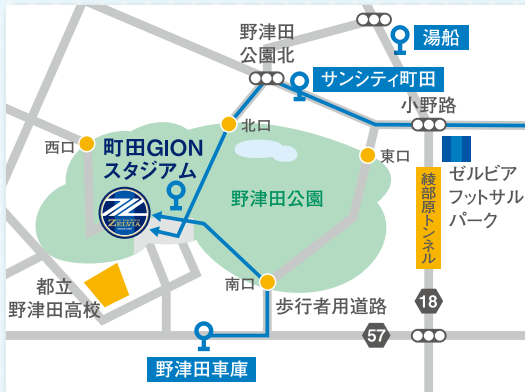 野津田
公園北
湯船
サンシティ町田
小野路
北口
西口
町田GION
スタジアム
東口
ゼルビア
フットサル
パーク
綾部原トンネル
野津田公園
ZELVIA
都立
野津田高校
南口
歩行者用道路
18
57
野津田車庫